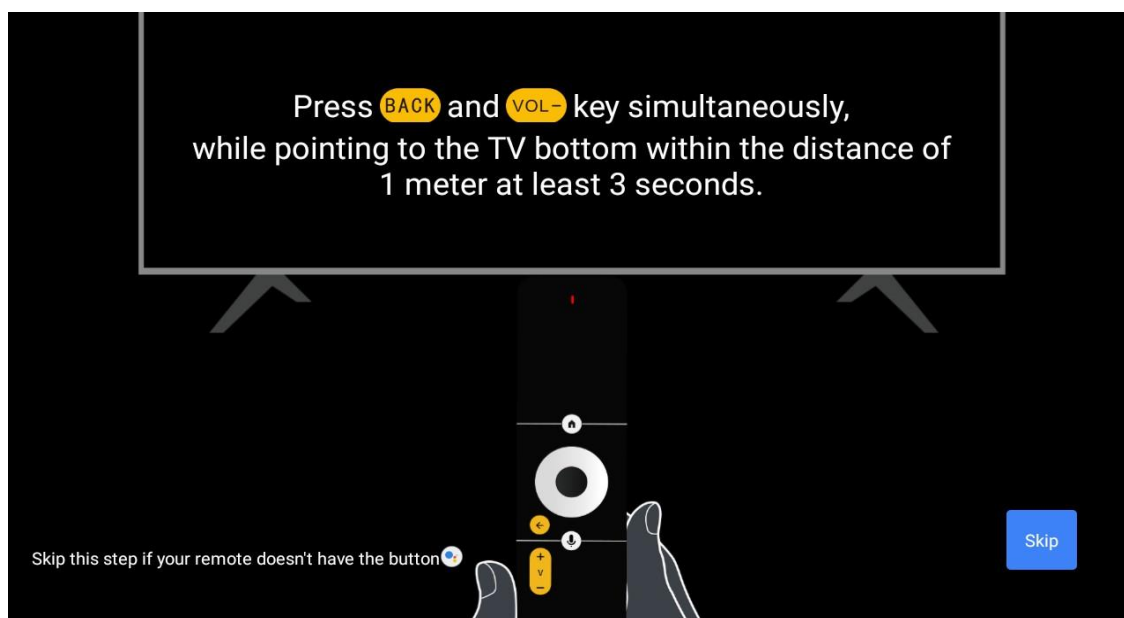 Press BACK and VOL- key simultaneously,
while pointing to the TV bottom within the distance of
1 meter at least 3 seconds.
+
V
-
Skip this step if your remote doesn't have the button
Skip